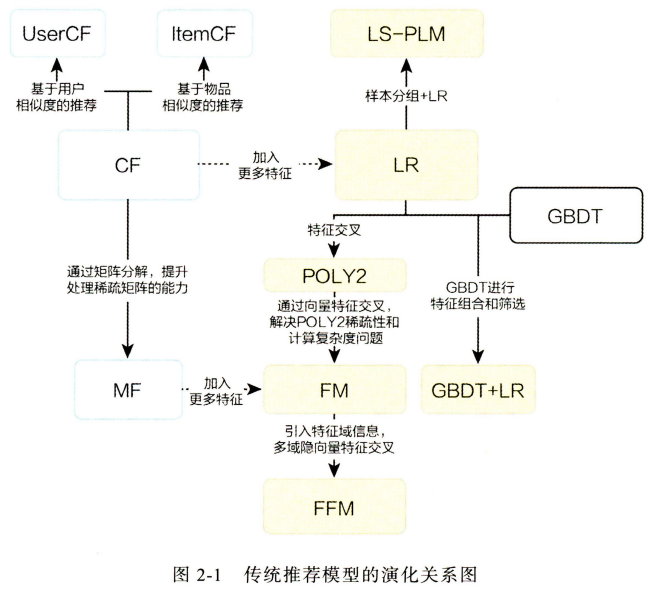 UserCF
ItemCF
LS-PLM
基于用户
相似度的推荐
基于物品
相似度的推荐
样本分组+LR
CF
加入
更多特征
LR
GBDT
特征交叉
通过矩阵分解，提升
处理稀疏矩阵的能力
POLY2
GBDT进行
特征组合和筛选
通过向量特征交叉，
解决POLY2稀疏性和
计算复杂度问题
MF
加入
更多特征
FM
GBDT+LR
引入特征域信息，
多域隐向量特征交叉
FFM
图 2-1 传统推荐模型的演化关系图